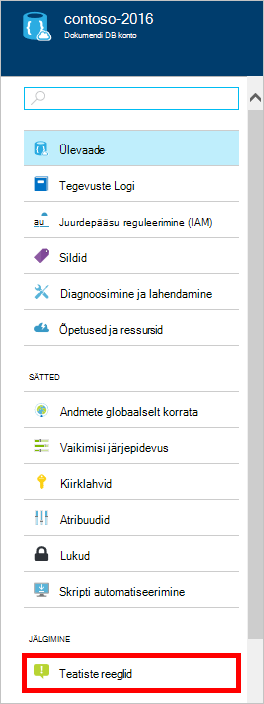 contoso-2016
Dokumendi DB konto
Ülevaade
Tegevuste Logi
Juurdepääsu reguleerimine (IAM)
Sildid
Diagnoosimine ja lahendamine
Õpetused ja ressursid
SÄTTED
Andmete globaalselt korrata
Vaikimisi järjepidevus
Kiirklahvid
Atribuudid
Lukud
Skripti automatiseerimine
JÄLGIMINE
Teatiste reeglid